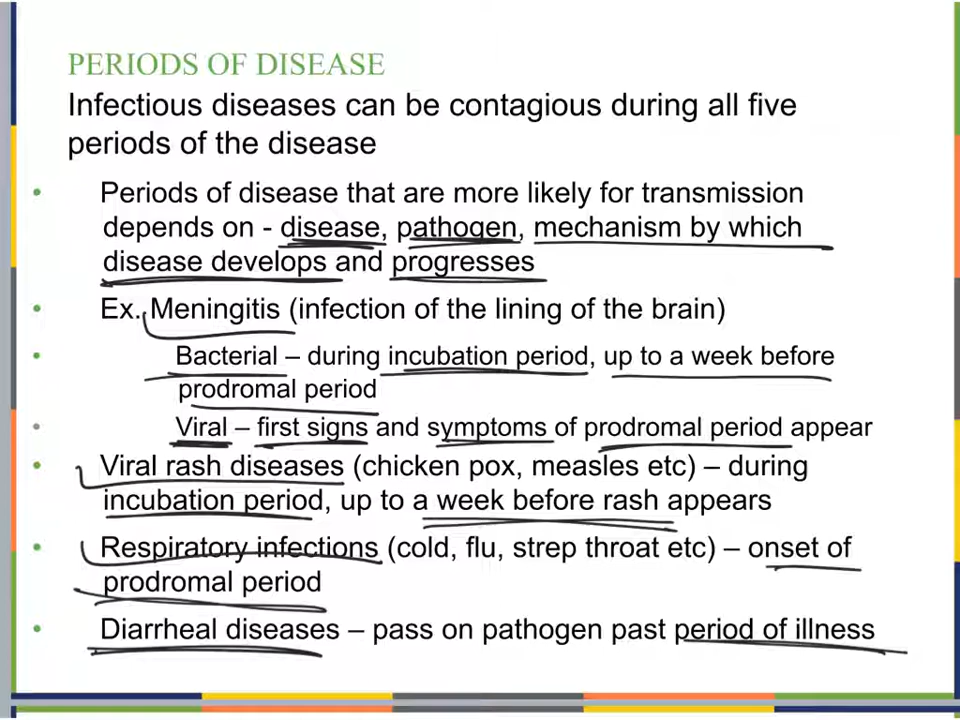 PERIODS OF DISEASE
Infectious diseases can be contagious during all five
periods of the disease
• Periods of disease that are more likely for transmission
depends on - disease, pathogen, mechanism by which
disease develops and progresses
• Ex. Meningitis (infection of the lining of the brain)
• Bacterial – during incubation period, up to a week before
prodromal period
• Viral – first signs and symptoms of prodromal period appear
• Viral rash diseases (chicken pox, measles etc) – during
incubation period, up to a week before rash appears
• Respiratory infections (cold, flu, strep throat etc) – onset of
prodromal period
• Diarrheal diseases – pass on pathogen past period of illness